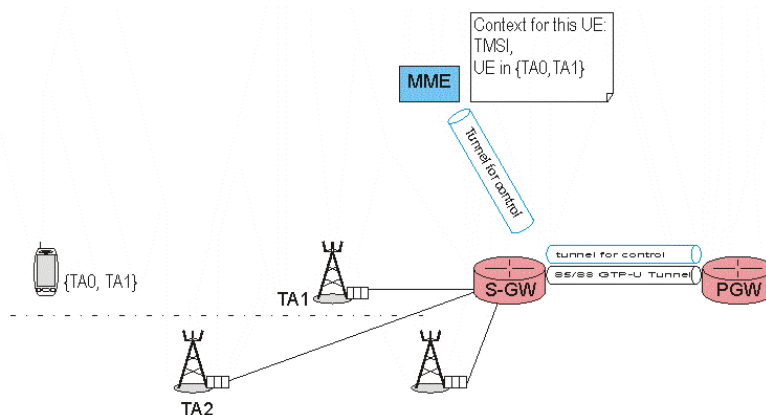 Context for this UE:
TMSI,
UE in {TA0,TA1}
MME
Tunnel for control
{TA0, TA1}
TA1
tunnel for control
S5/S8 GTP-U Tunnel
S-GW
PGW
TA2